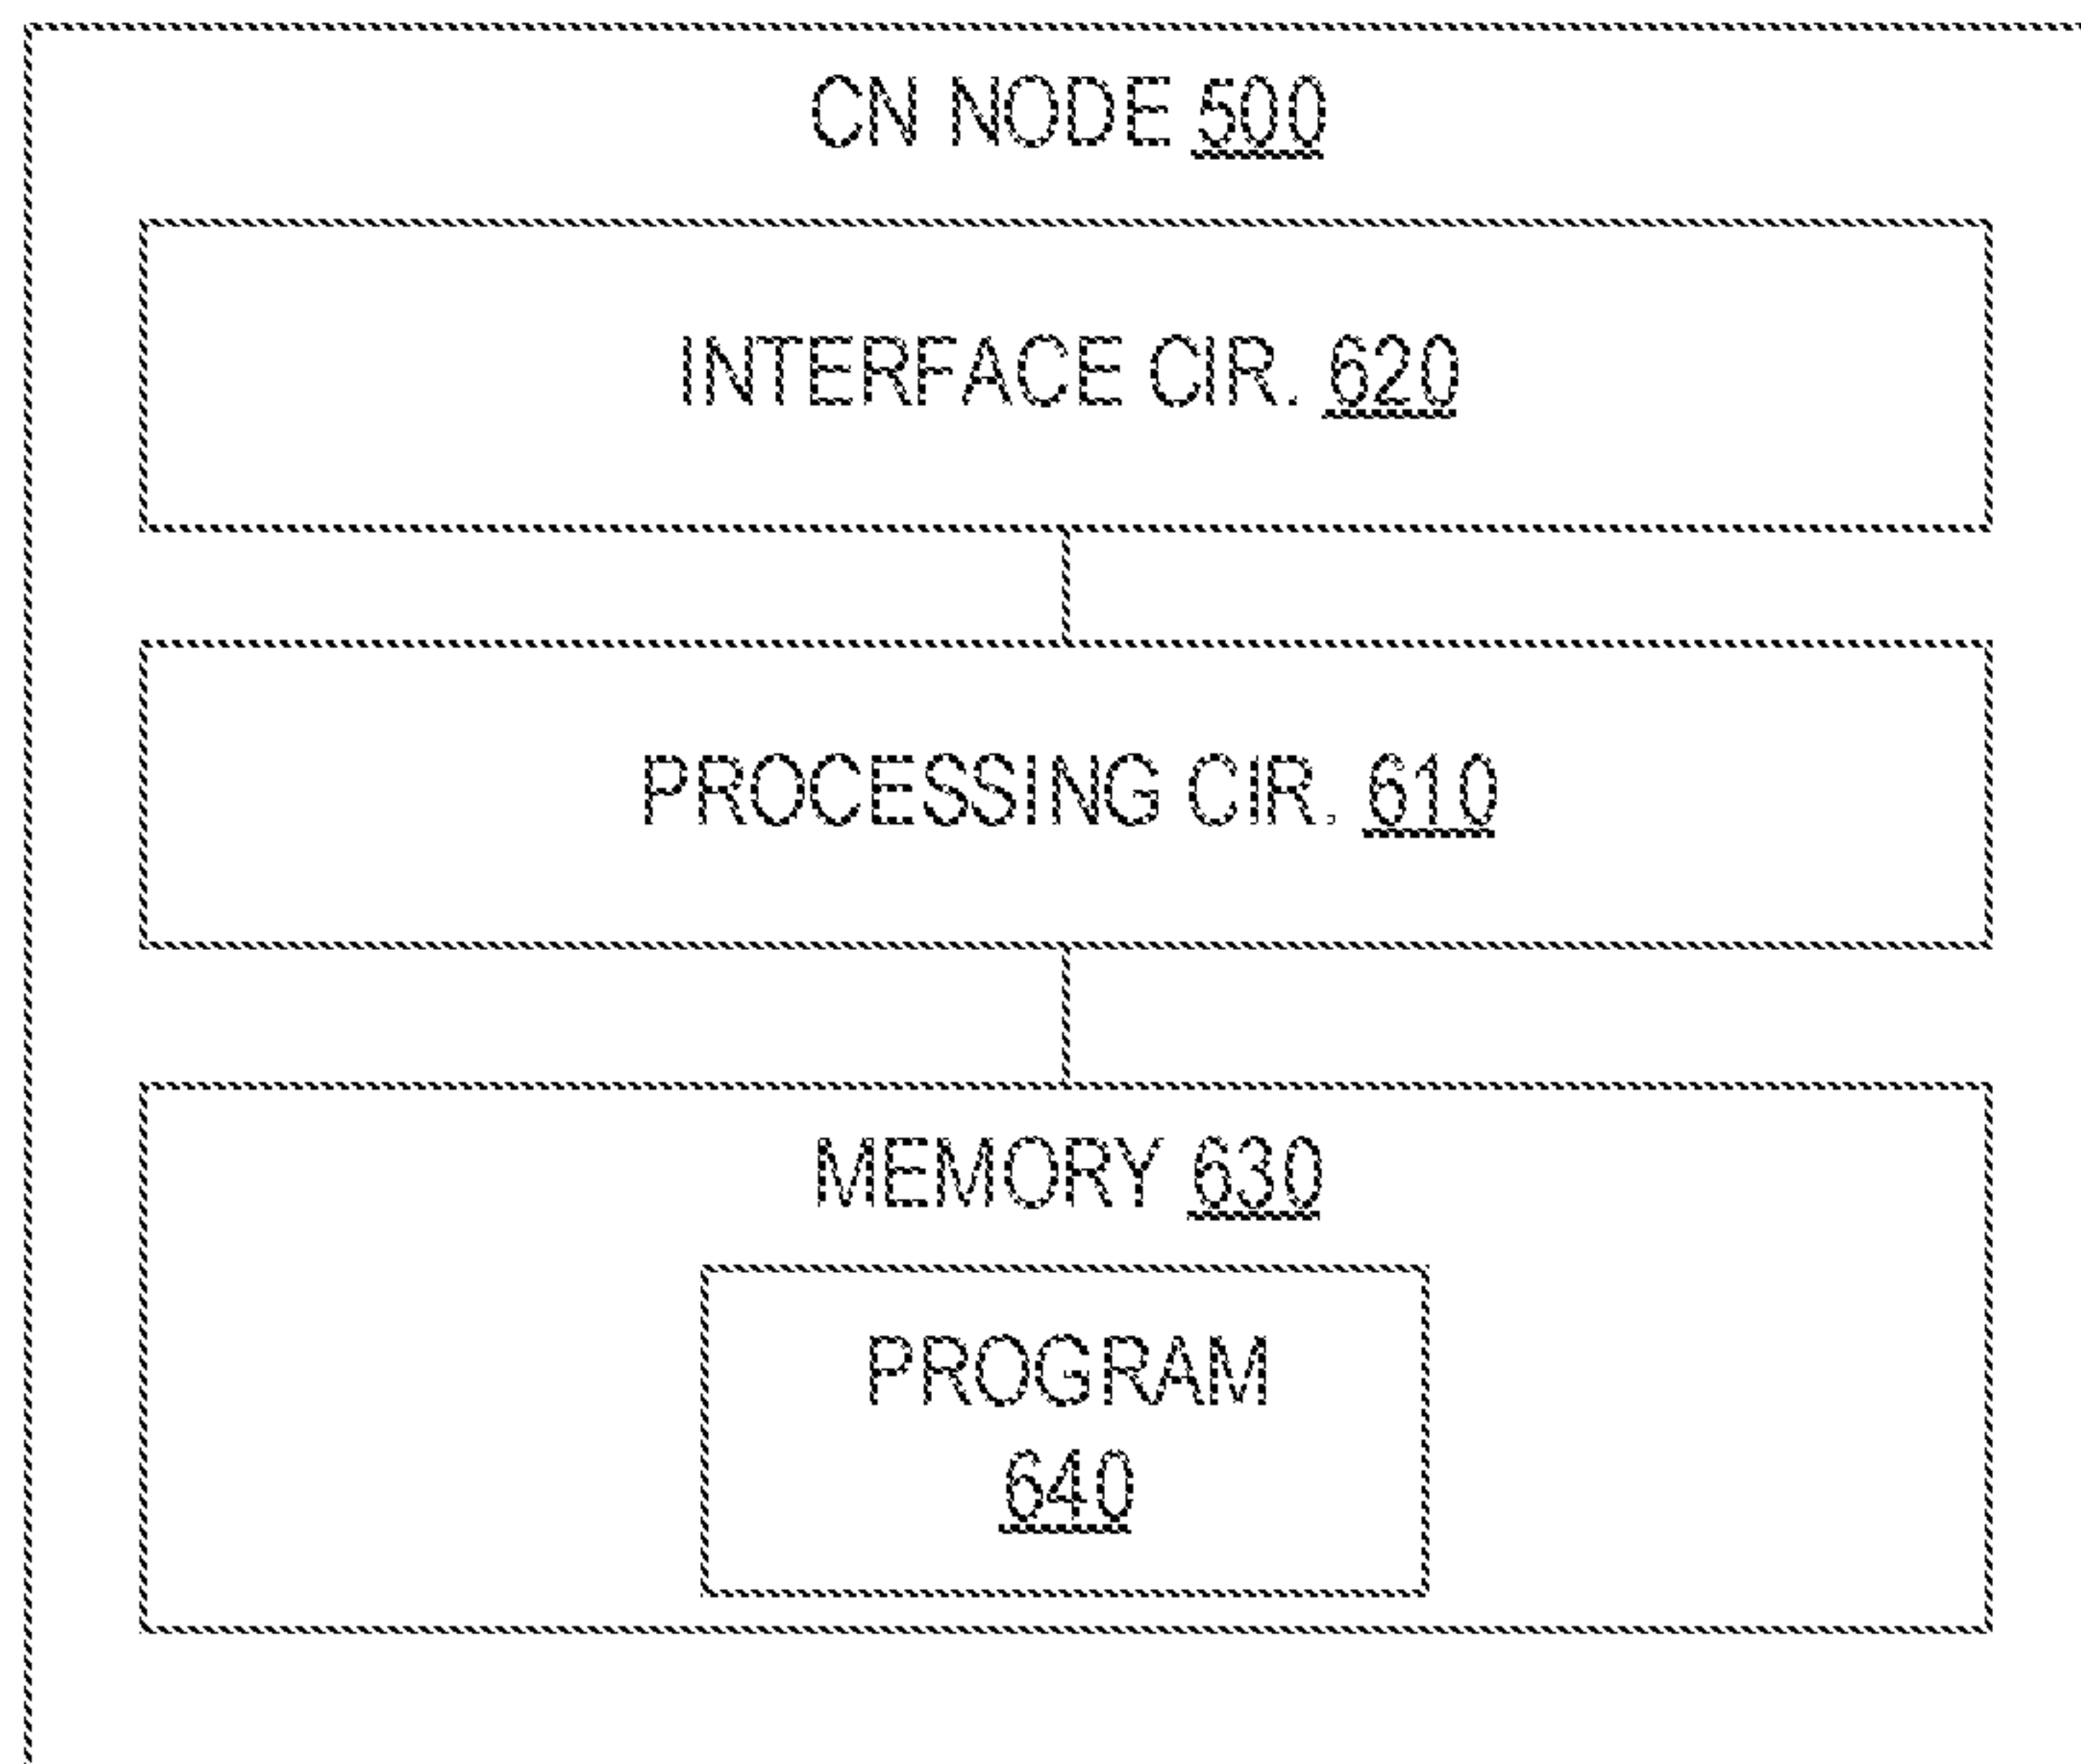 CN NODE 500
INTERFACE CIR. 620
PROCESSING CIR. 610
MEMORY 630
PROGRAM
640